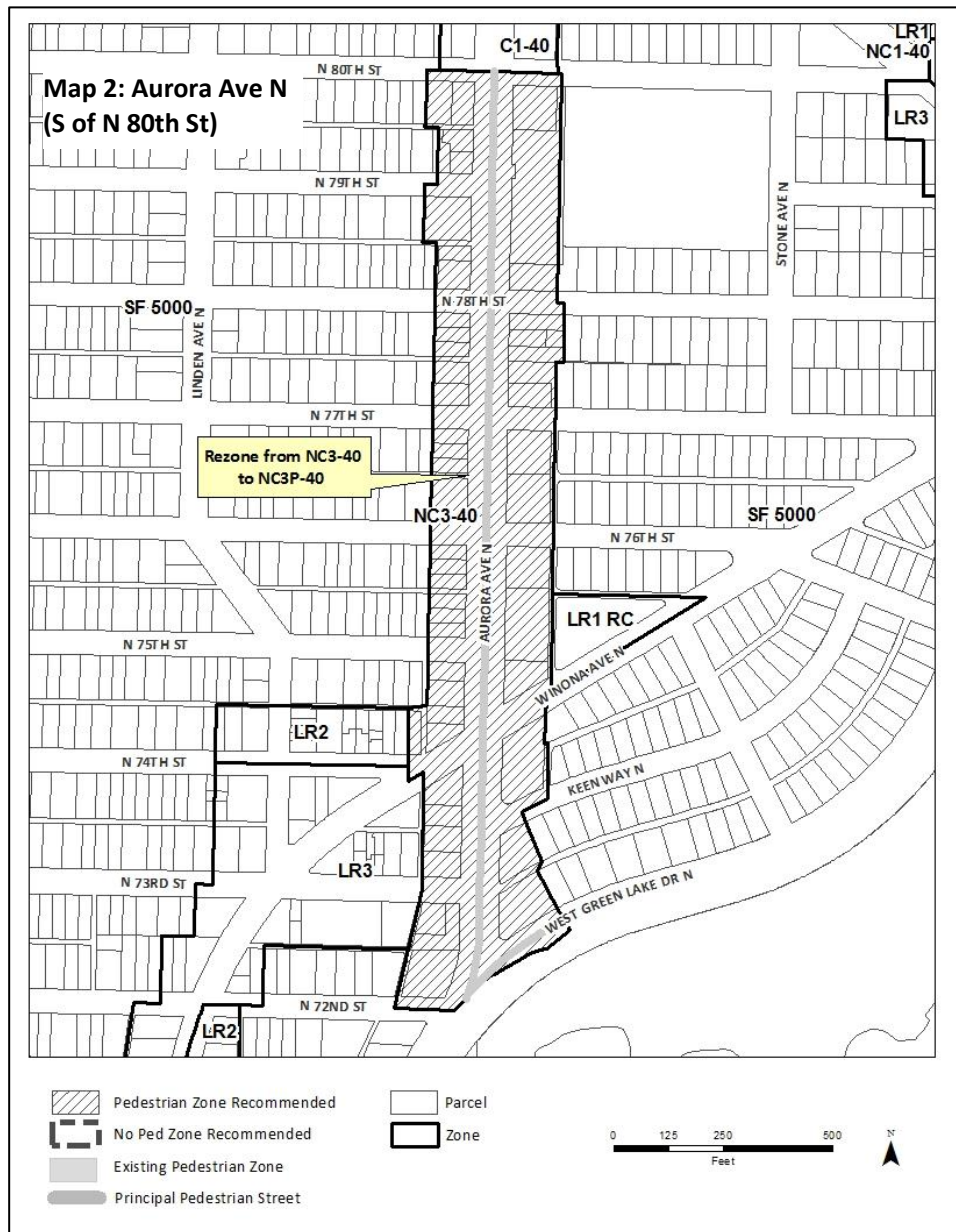 Map 2: Aurora Ave N
(S of N 80th St)
C1-40
LR1
NC1-40
LR3
N 80TH ST
N 79TH ST
STONE AVE N
N 78TH ST
SF 5000
LINDEN AVE N
N 77TH ST
Rezone from NC3-40
to NC3P-40
NC3-40
SF 5000
N 76TH ST
AURORA AVE N
LR1 RC
N 75TH ST
WINONA AVE N
LR2
N 74TH ST
KEENWAY N
LR3
N 73RD ST
WEST GREEN LAKE DR N
N 72ND ST
LR2
Pedestrian Zone Recommended
No Ped Zone Recommended
Existing Pedestrian Zone
Principal Pedestrian Street
Parcel
Zone
0 125 250 500
Feet
N